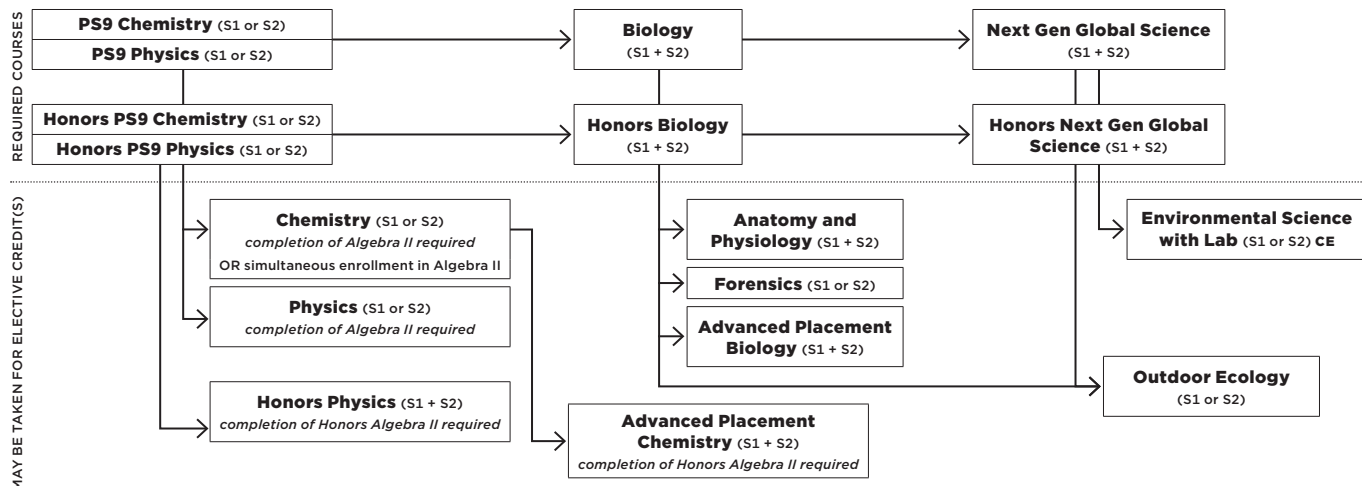 REQUIRED COURSES
PS9 Chemistry (S1 or S2)
PS9 Physics (S1 or S2)
Biology
(S1 + S2)
Next Gen Global Science
(S1 + S2)
Honors PS9 Chemistry (S1 or S2)
Honors PS9 Physics (S1 or S2)
Honors Biology
(S1 + S2)
Honors Next Gen Global
Science (S1 + S2)
MAY BE TAKEN FOR ELECTIVE CREDIT(S)
Chemistry (S1 or S2)
completion of Algebra II required
OR simultaneous enrollment in Algebra II
Physics (S1 or S2)
completion of Algebra II required
Honors Physics (S1 + S2)
completion of Honors Algebra II required
Advanced Placement
Chemistry (S1 + S2)
completion of Honors Algebra II required
Anatomy and
Physiology (S1 + S2)
Forensics (S1 or S2)
Advanced Placement
Biology (S1 + S2)
Environmental Science
with Lab (S1 or S2) CE
Outdoor Ecology
(S1 or S2)